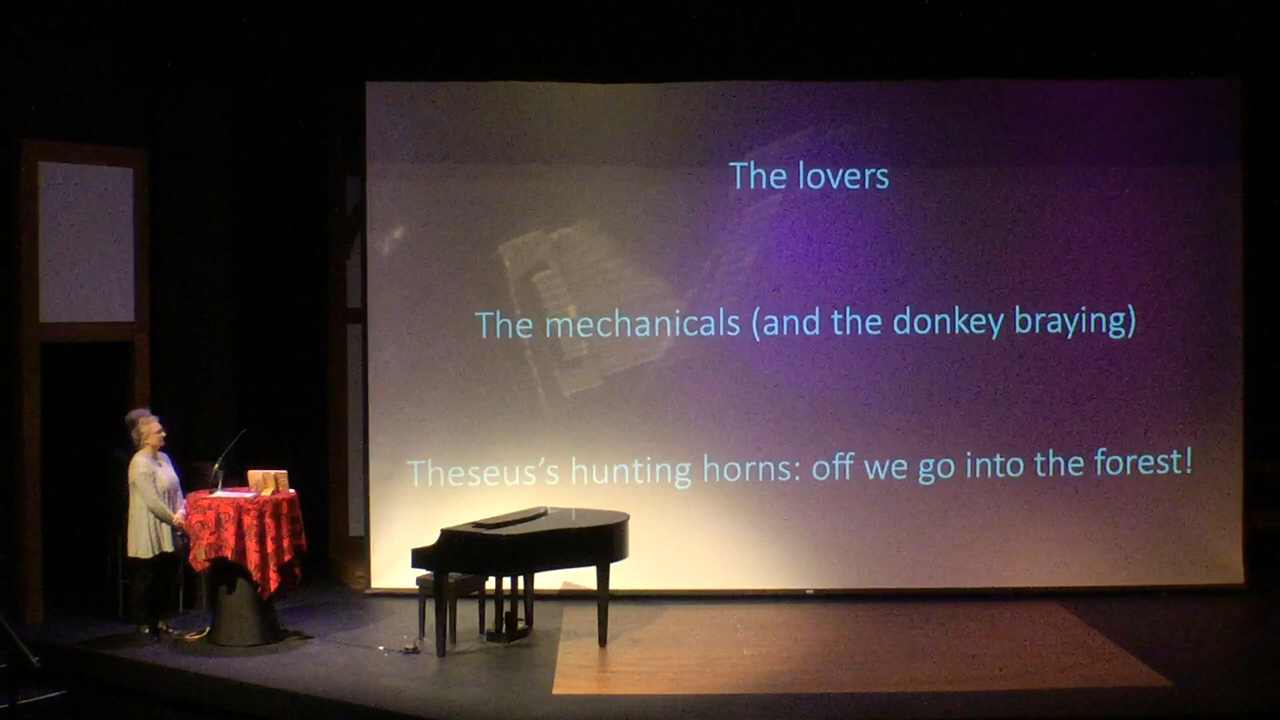 The lovers
The mechanicals (and the donkey braying)
Theseus’s hunting horns: off we go into the forest!